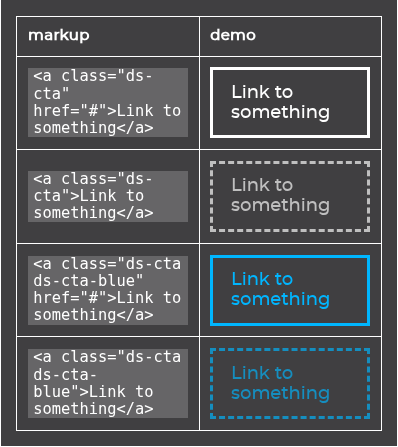 markup
demo
<a class="ds-
cta"
href="#">Link to
something</a>
Link to
something
<a class="ds-
cta">Link to
something</a>
Link to
something
<a class="ds-cta
ds-cta-blue"
href="#">Link to
something</a>
Link to
something
<a class="ds-cta
ds-cta-
blue">Link to
something</a>
Link to
something